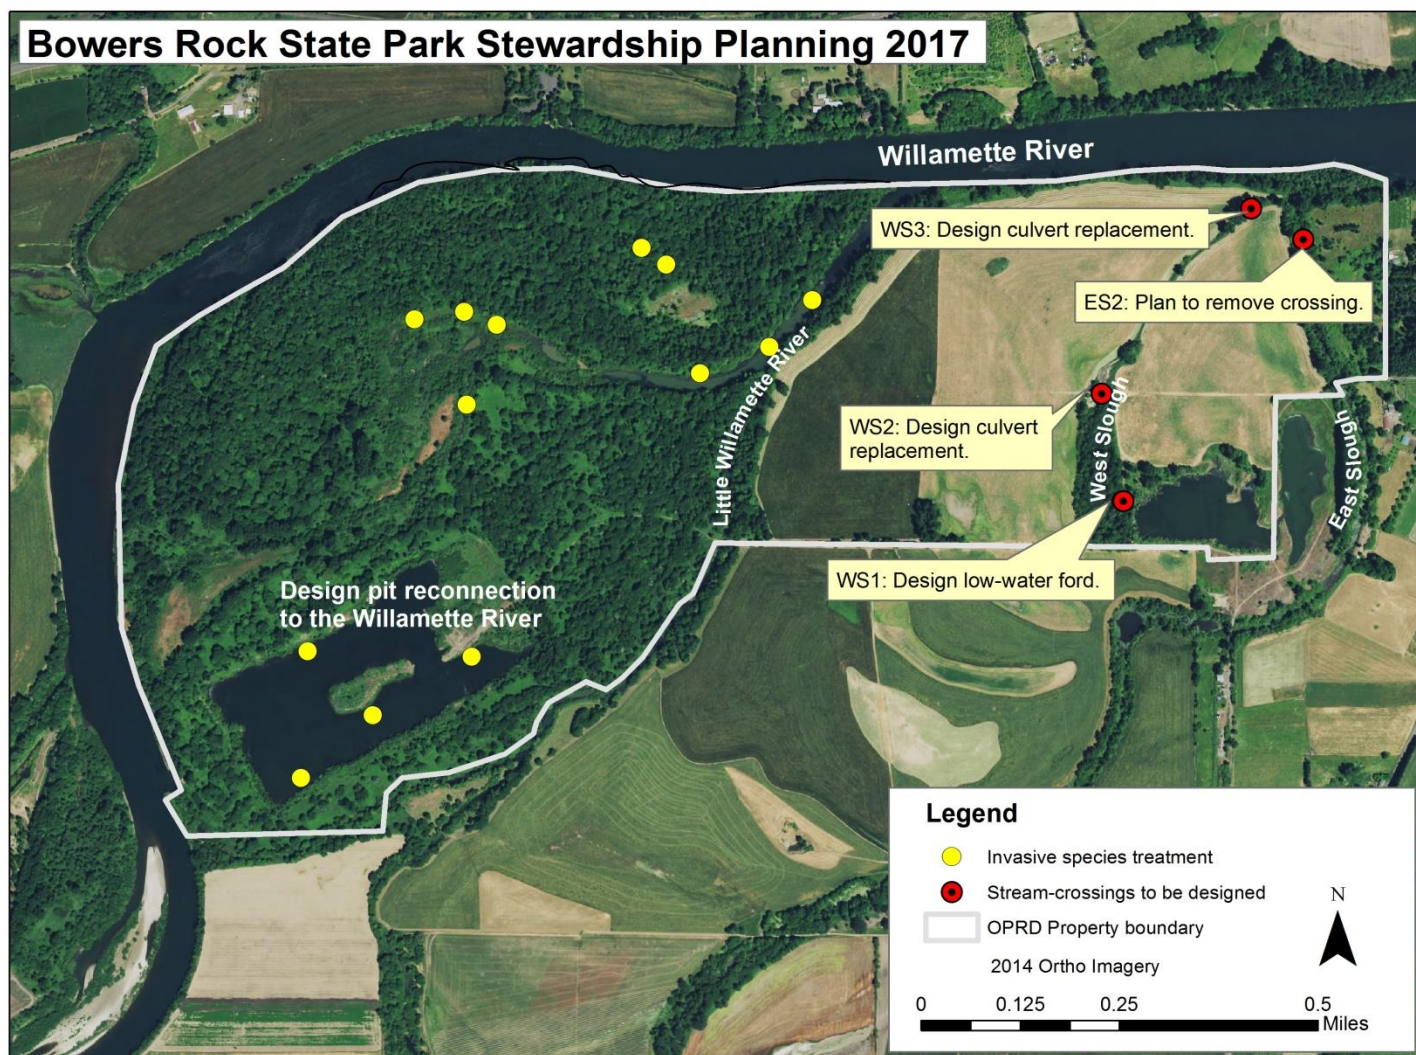 Bowers Rock State Park Stewardship Planning 2017
Willamette River
WS3: Design culvert replacement.
ES2: Plan to remove crossing.
Little Willamette River
WS2: Design culvert
replacement.
West Slough
East Slough
WS1: Design low-water ford.
Design pit reconnection
to the Willamette River
Legend
Invasive species treatment
Stream-crossings to be designed
OPRD Property boundary
2014 Ortho Imagery
N
0 0.125 0.25 0.5
Miles